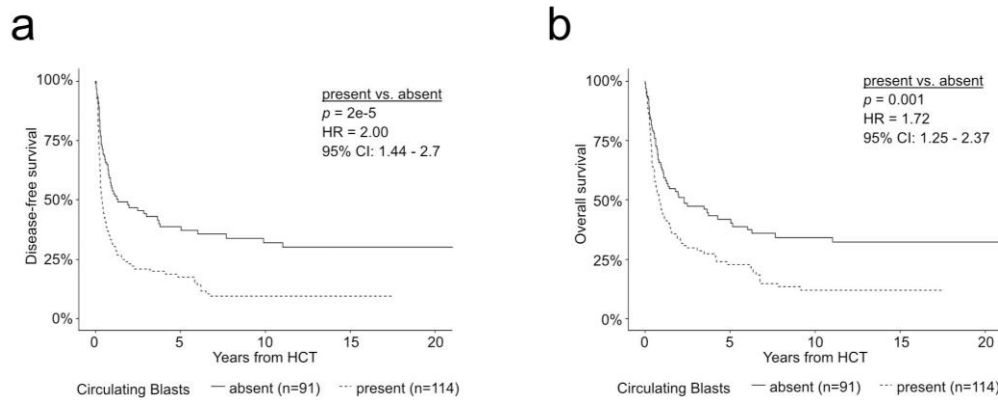 a
100%
75%
50%
25%
0%
Disease-free survival
present vs. absent
p = 2e-5
HR = 2.00
95% CI: 1.44 - 2.7
0 5 10 15 20
Years from HCT
Circulating Blasts absent (n=91) present (n=114)
b
100%
75%
50%
25%
0%
Overall survival
present vs. absent
p = 0.001
HR = 1.72
95% CI: 1.25 - 2.37
0 5 10 15 20
Years from HCT
Circulating Blasts absent (n=91) present (n=114)